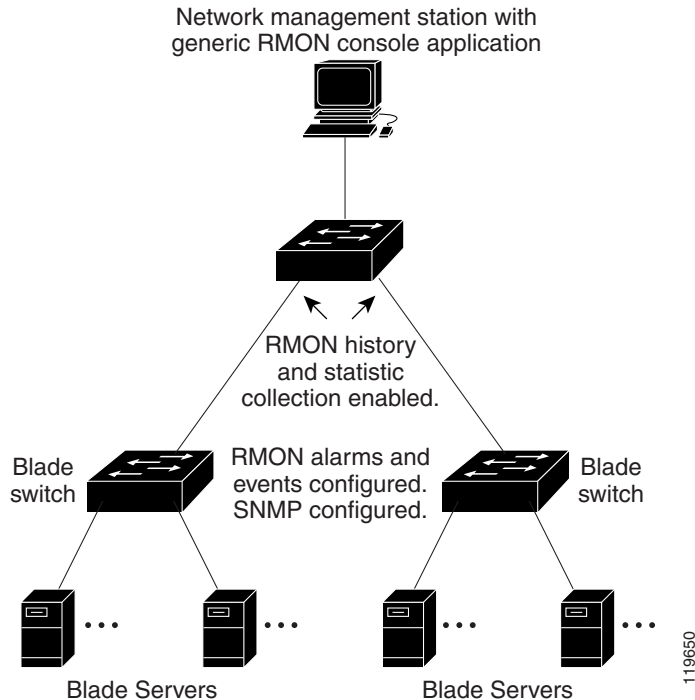 Network management station with
generic RMON console application
RMON history
and statistic
collection enabled.
Blade
switch
RMON alarms and
events configured.
SNMP configured.
Blade
switch
Blade Servers
Blade Servers
119650